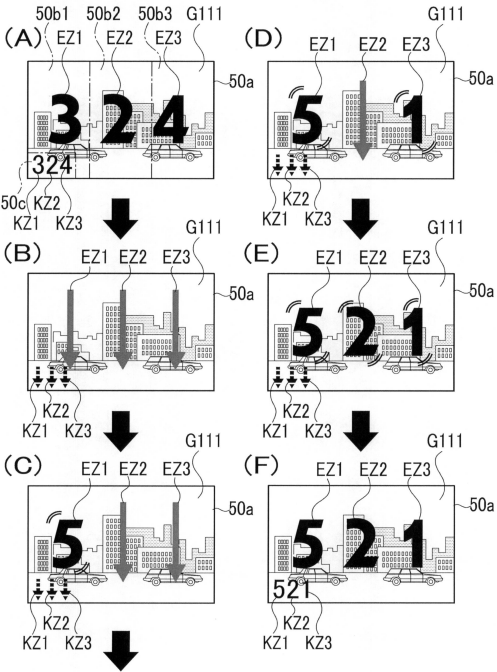 50b1 50b2 50b3 G111
(A) EZ1 EZ2 EZ3
50a
3 2 4
324
50c
KZ1 KZ2 KZ3
(B) EZ1 EZ2 EZ3 G111
50a
KZ1 KZ2 KZ3
(C) EZ1 EZ2 EZ3 G111
50a
5
KZ1 KZ2 KZ3
(D) EZ1 EZ2 EZ3 G111
50a
5 1
KZ1 KZ2 KZ3
(E) EZ1 EZ2 EZ3 G111
50a
5 2 1
KZ1 KZ2 KZ3
(F) EZ1 EZ2 EZ3 G111
50a
5 2 1
521
KZ1 KZ2 KZ3